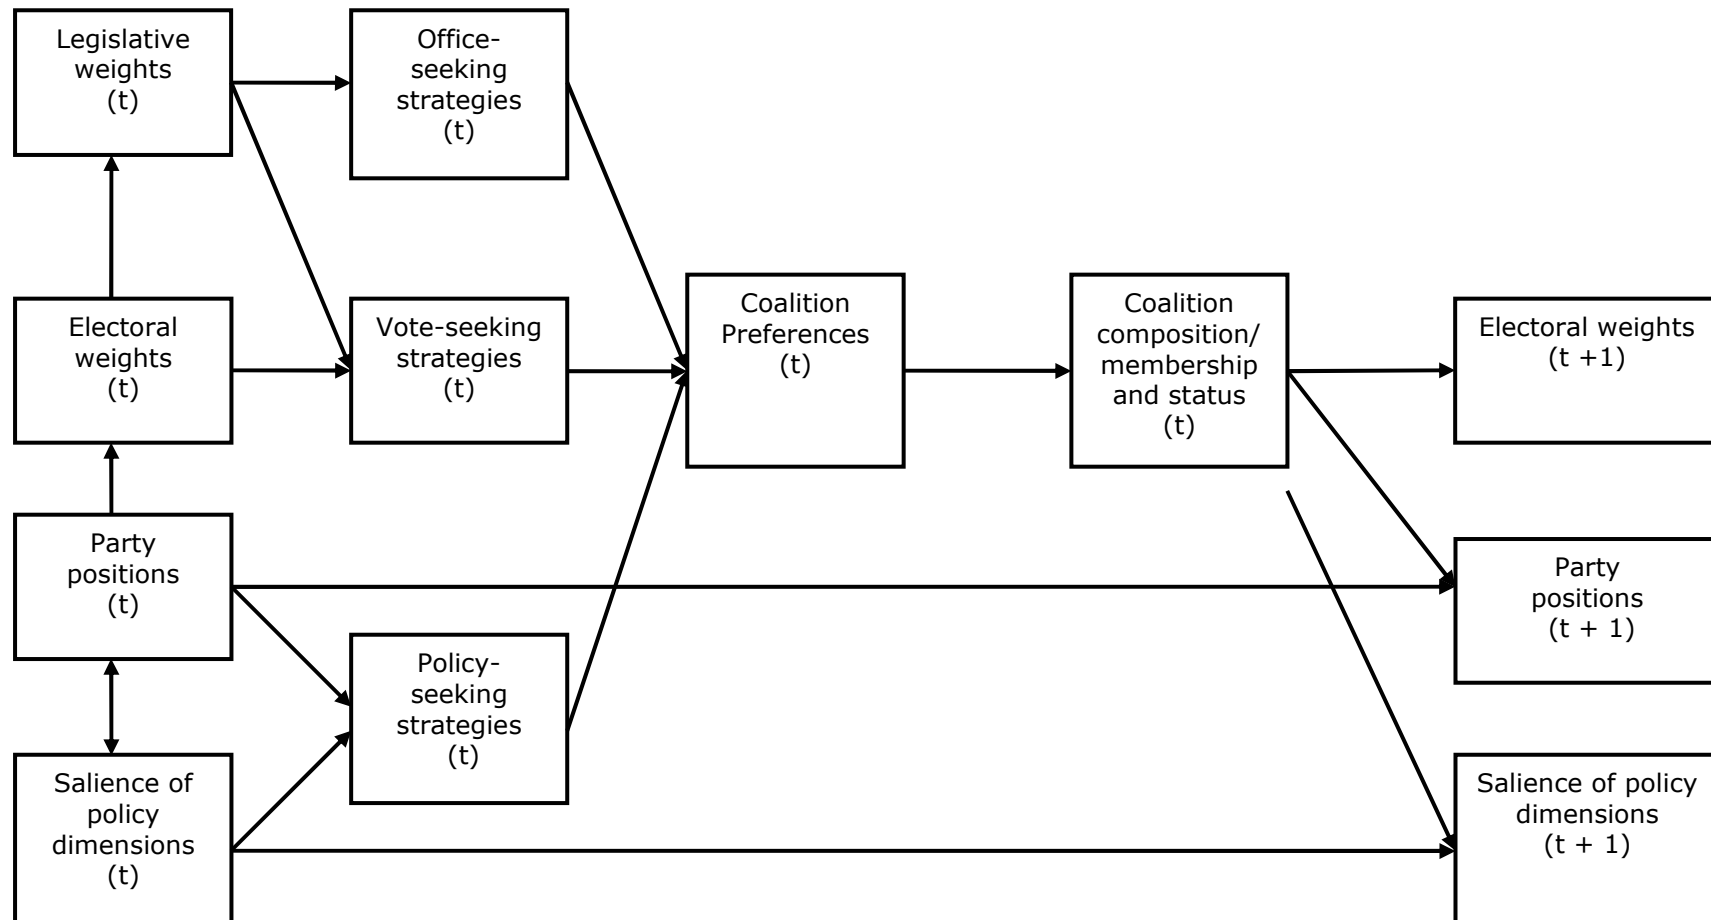 Legislative
weights
(t)
Office-
seeking
strategies
(t)
Electoral
weights
(t)
Vote-seeking
strategies
(t)
Coalition
Preferences
(t)
Coalition
composition/
membership
and status
(t)
Electoral weights
(t +1)
Party
positions
(t)
Policy-
seeking
strategies
(t)
Party
positions
(t + 1)
Salience of
policy
dimensions
(t)
Salience of policy
dimensions
(t + 1)